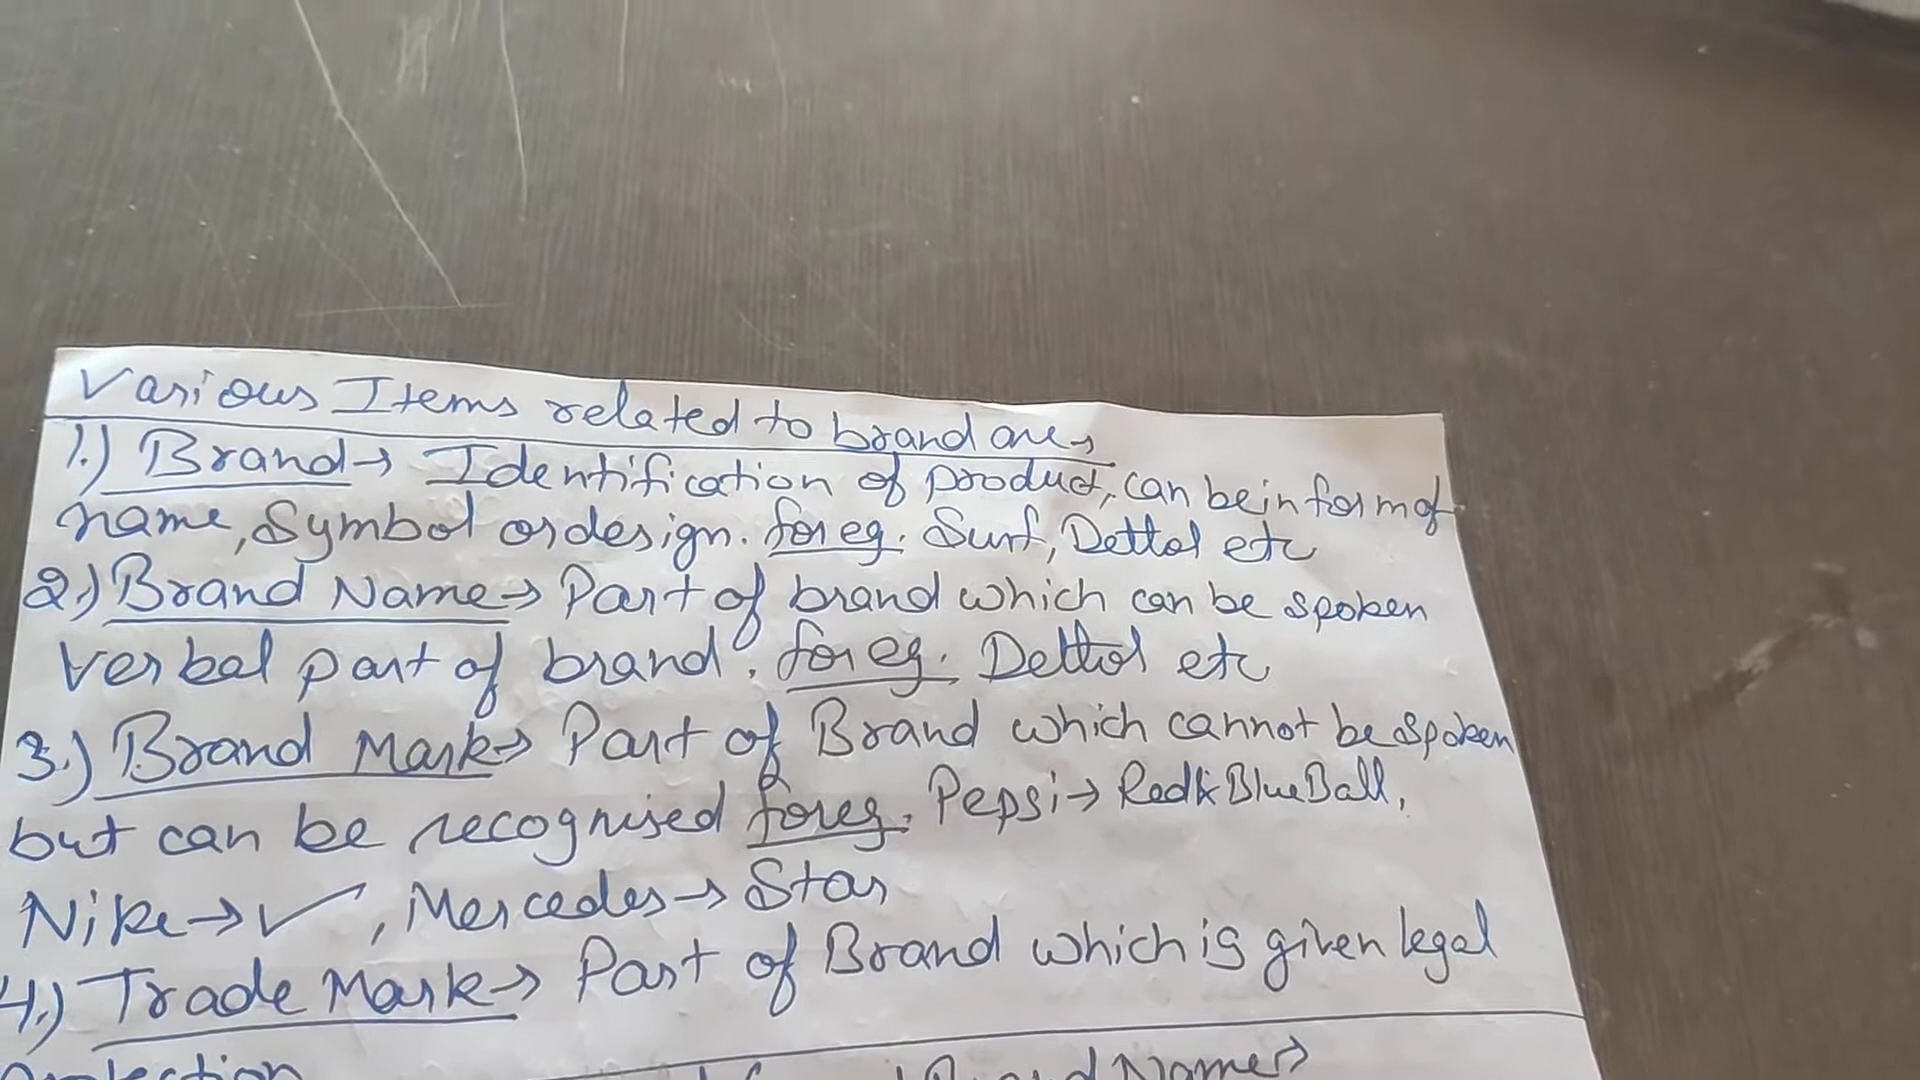 Various Items related to brand are→
1.) Brand→ Identification of product, can be in form of
name, Symbol or design. for eg. Surf, Dettol etc
2.) Brand Name→ Part of brand which can be spoken
Verbal part of brand. for eg. Dettol etc
3.) Brand Mark→ Part of Brand which cannot be spoken
but can be recognised for eg. Pepsi→ Red & Blue Ball,
Nike→ ✓, Mercedes→ Star
4.) Trade Mark→ Part of Brand which is given legal
Protection
Brand Name→